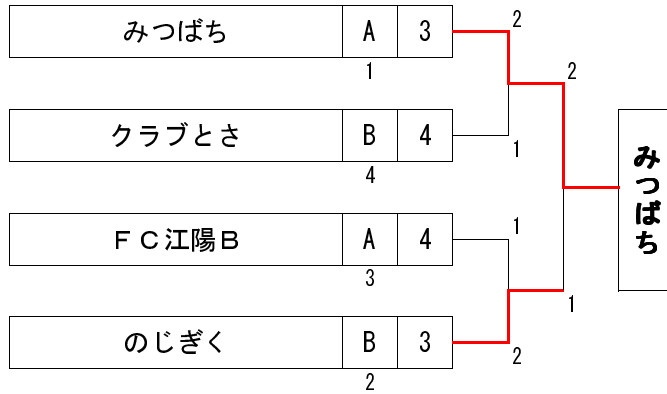 みつばち A 3 2
1 2
クラブとさ B 4 1
4
みつばち
FC江陽B A 4 1
3 1
のじぎく B 3 2
2